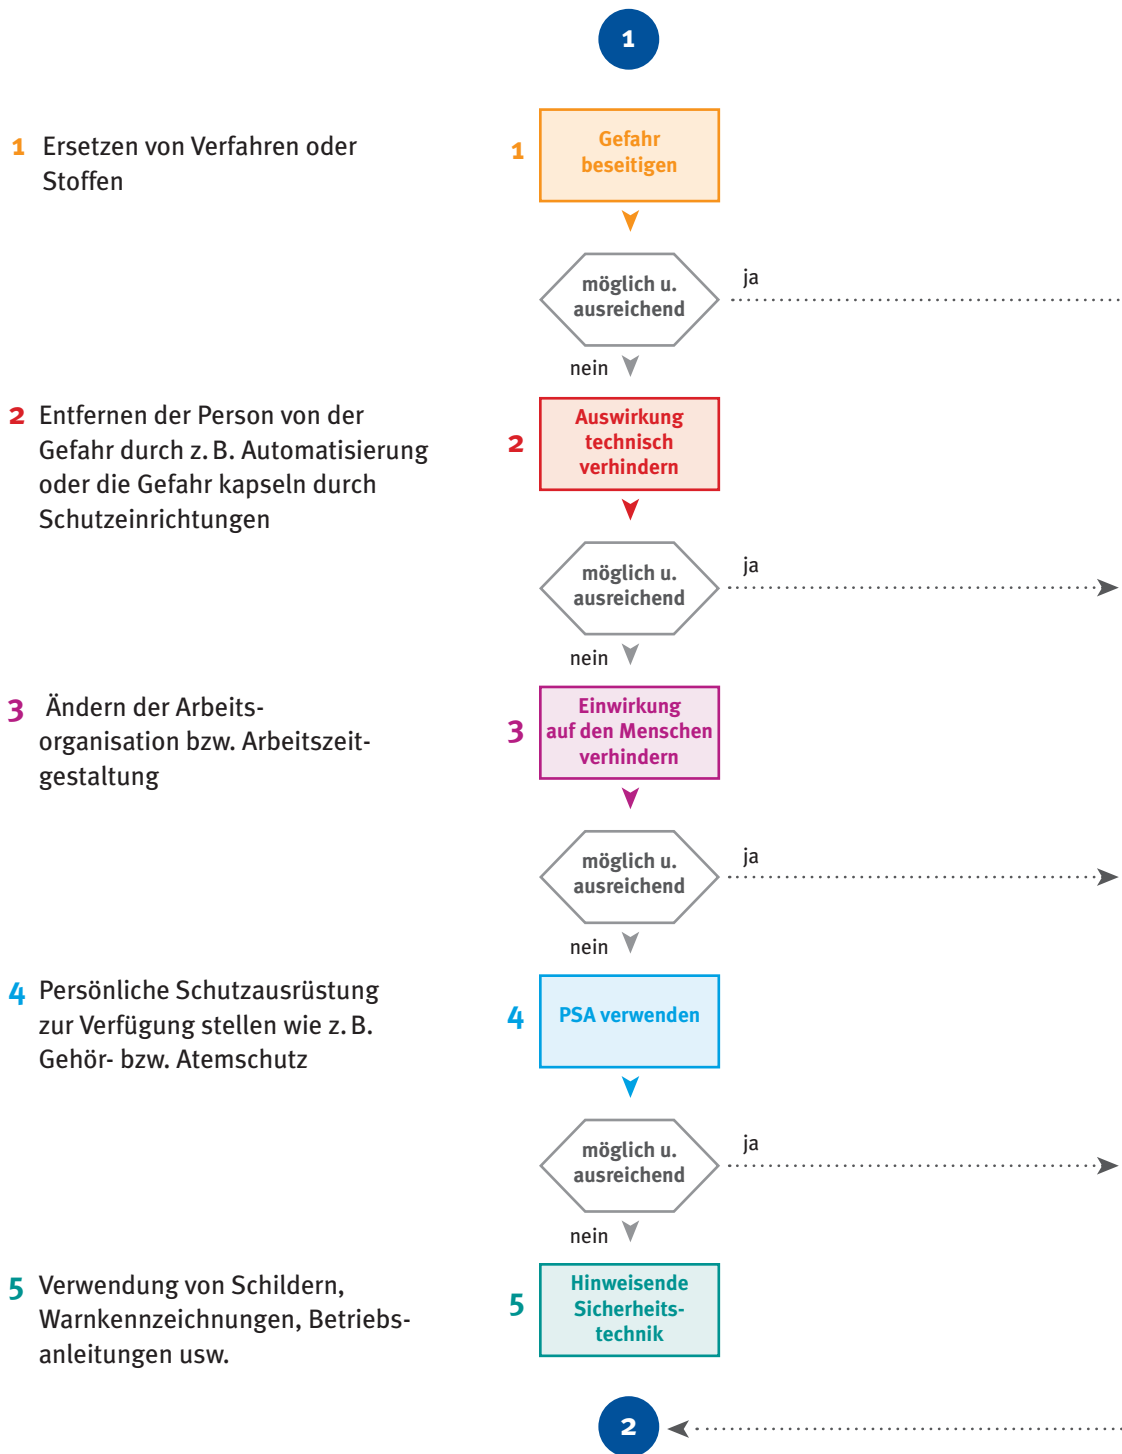 1
1 Ersetzen von Verfahren oder
Stoffen
1
Gefahr
beseitigen
möglich u.
ausreichend
ja
nein
2 Entfernen der Person von der
Gefahr durch z. B. Automatisierung
oder die Gefahr kapseln durch
Schutzeinrichtungen
2
Auswirkung
technisch
verhindern
möglich u.
ausreichend
ja
nein
3 Ändern der Arbeits-
organisation bzw. Arbeitszeit-
gestaltung
3
Einwirkung
auf den Menschen
verhindern
möglich u.
ausreichend
ja
nein
4 Persönliche Schutzausrüstung
zur Verfügung stellen wie z. B.
Gehör- bzw. Atemschutz
4
PSA verwenden
möglich u.
ausreichend
ja
nein
5 Verwendung von Schildern,
Warnkennzeichnungen, Betriebs-
anleitungen usw.
5
Hinweisende
Sicherheits-
technik
2